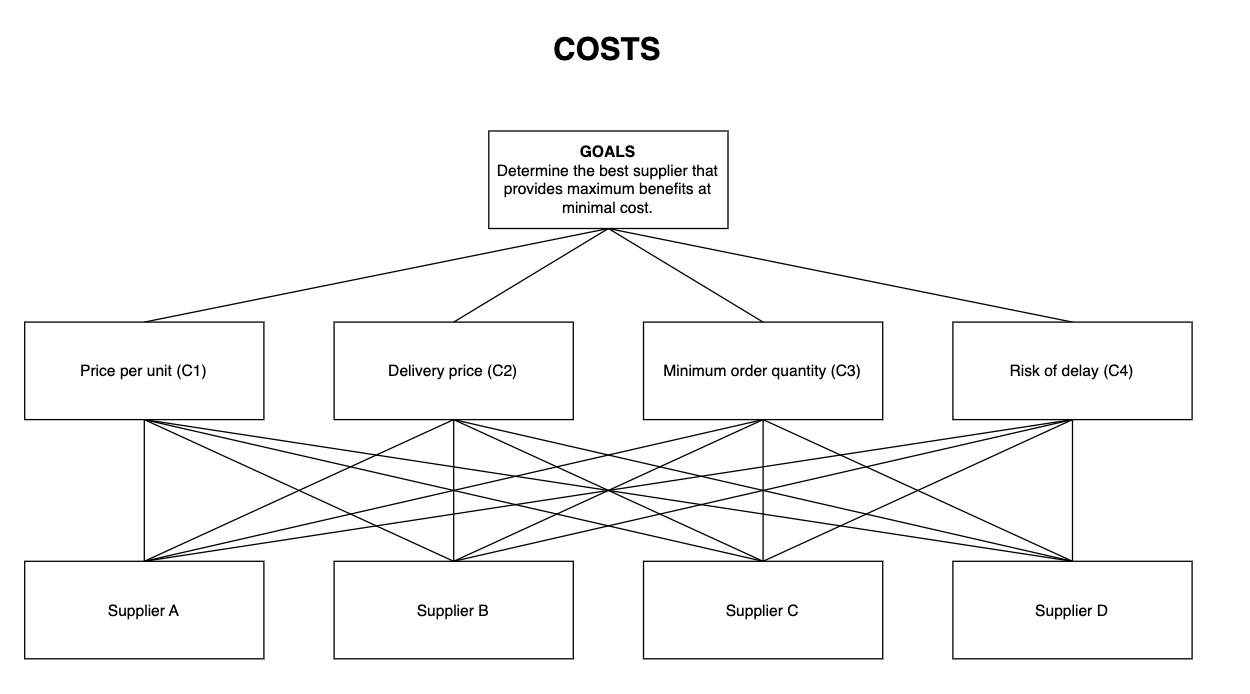 COSTS
GOALS
Determine the best supplier that
provides maximum benefits at
minimal cost.
Price per unit (C1)
Delivery price (C2)
Minimum order quantity (C3)
Risk of delay (C4)
Supplier A
Supplier B
Supplier C
Supplier D